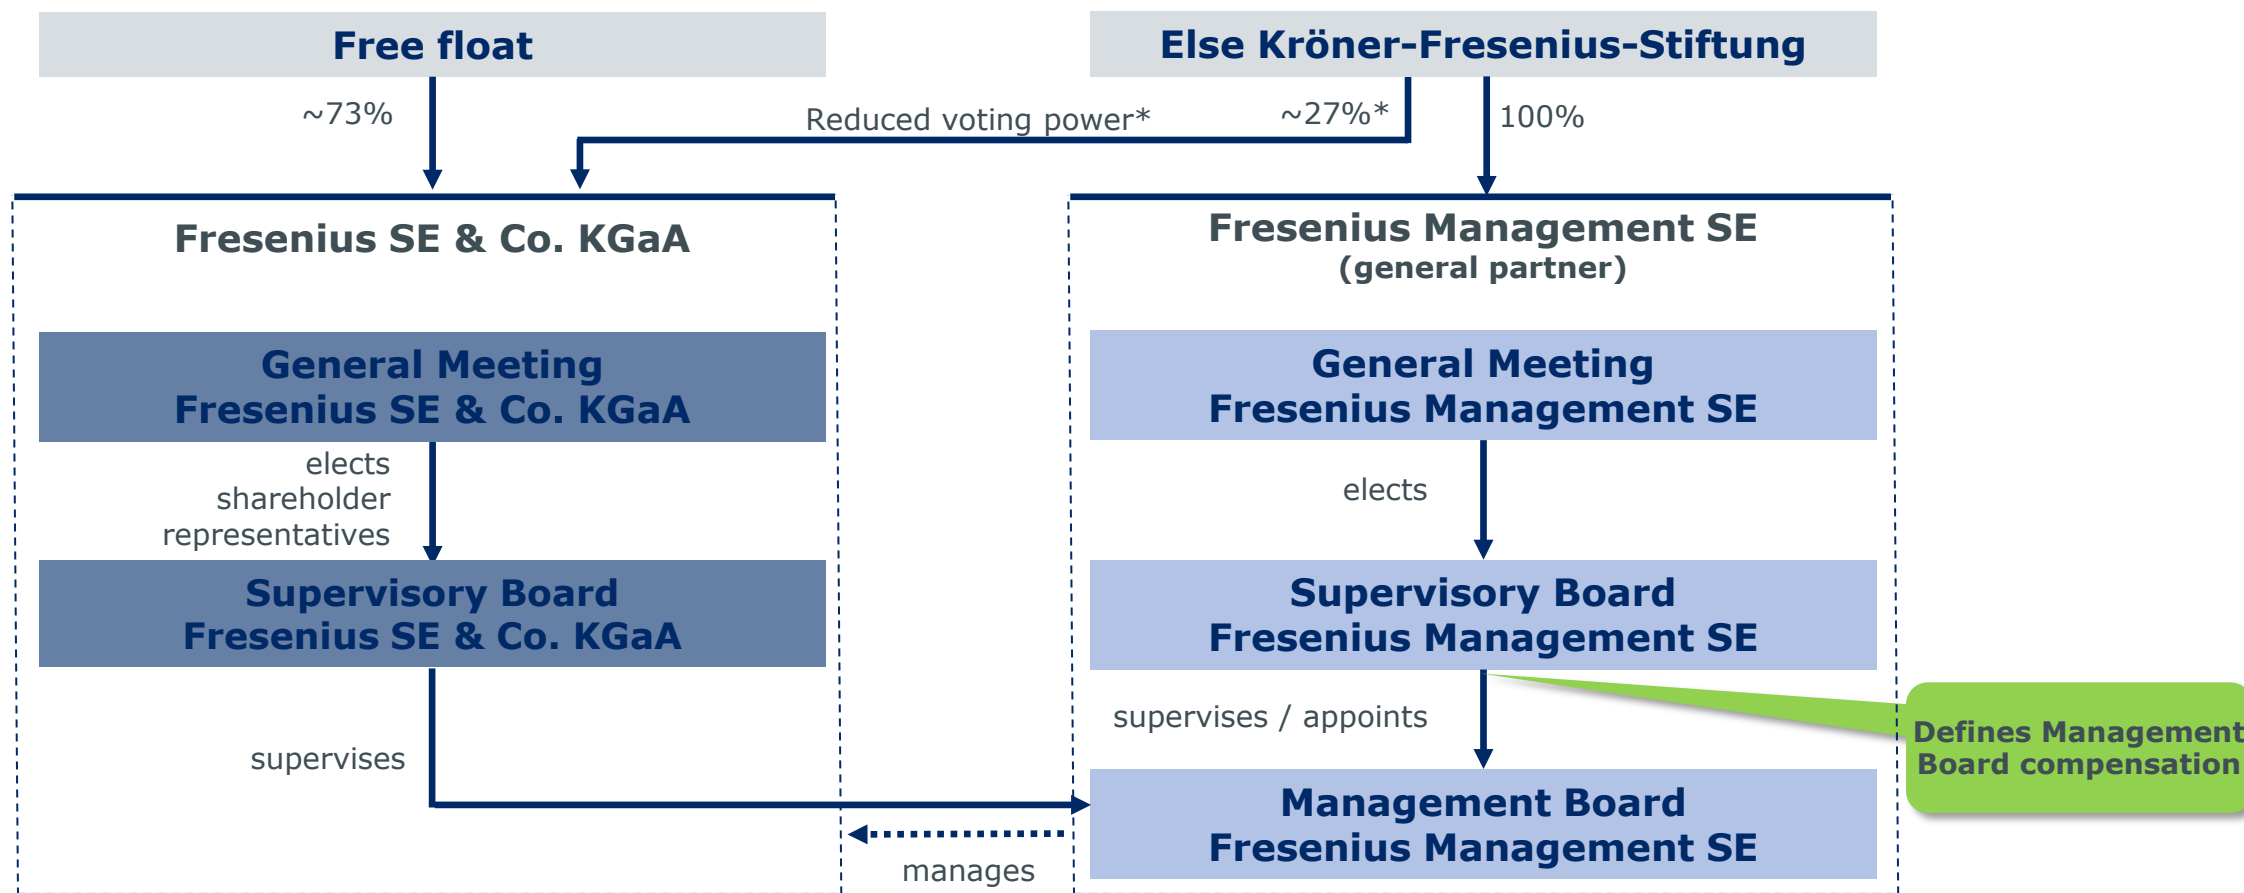 Free float
Else Kröner-Fresenius-Stiftung
~73%
Reduced voting power*
~27%*
100%
Fresenius SE & Co. KGaA
Fresenius Management SE
(general partner)
General Meeting
Fresenius SE & Co. KGaA
General Meeting
Fresenius Management SE
elects
shareholder
representatives
elects
Supervisory Board
Fresenius SE & Co. KGaA
Supervisory Board
Fresenius Management SE
supervises
supervises / appoints
Defines Management
Board compensation
Management Board
Fresenius Management SE
manages